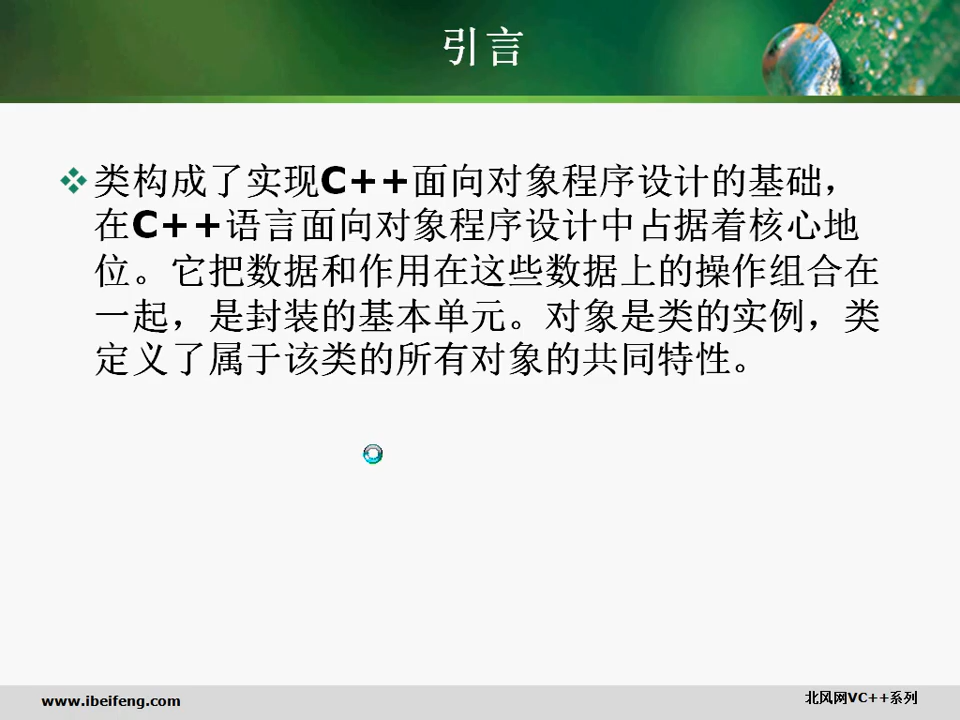 引言
类构成了实现C++面向对象程序设计的基础，
在C++语言面向对象程序设计中占据着核心地
位。它把数据和作用在这些数据上的操作组合在
一起，是封装的基本单元。对象是类的实例，类
定义了属于该类的所有对象的共同特性。
www.ibeifeng.com
北风网VC++系列